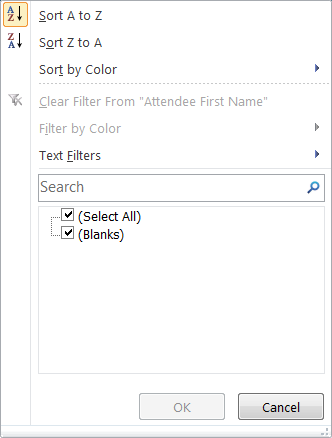 Sort A to Z
Sort Z to A
Sort by Color
Clear Filter From "Attendee First Name"
Filter by Color
Text Filters
Search
(Select All)
(Blanks)
OK
Cancel